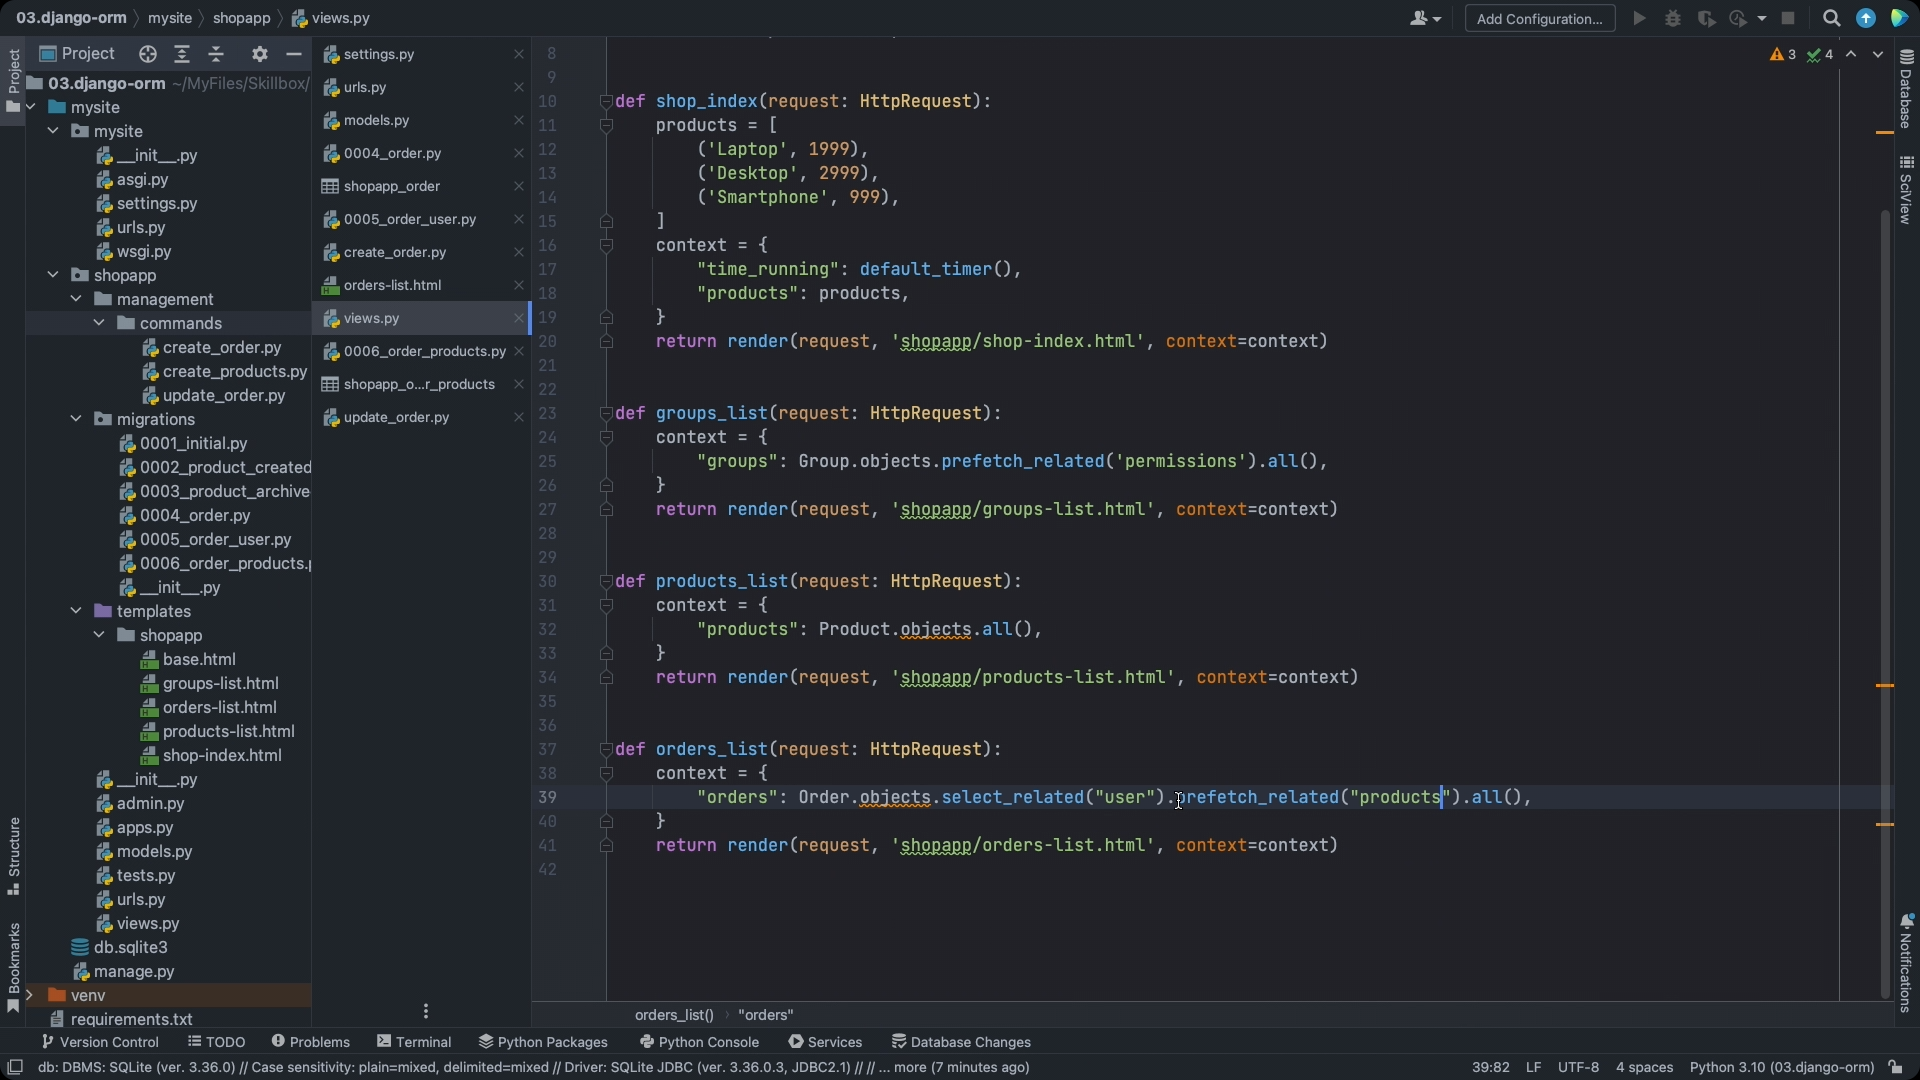 03.django-orm mysite shopapp views.py
Add Configuration...
Project
03.django-orm ~/MyFiles/Skillbox/
mysite
mysite
__init__.py
asgi.py
settings.py
urls.py
wsgi.py
shopapp
management
commands
create_order.py
create_products.py
update_order.py
migrations
0001_initial.py
0002_product_created
0003_product_archive
0004_order.py
0005_order_user.py
0006_order_products.p
__init__.py
templates
shopapp
base.html
groups-list.html
orders-list.html
products-list.html
shop-index.html
__init__.py
admin.py
apps.py
models.py
tests.py
urls.py
views.py
db.sqlite3
manage.py
venv
requirements.txt
settings.py
urls.py
models.py
0004_order.py
shopapp_order
0005_order_user.py
create_order.py
orders-list.html
views.py
0006_order_products.py
shopapp_o...r_products
update_order.py
3 4
8
9
10 def shop_index(request: HttpRequest):
11 products = [
12 ('Laptop', 1999),
13 ('Desktop', 2999),
14 ('Smartphone', 999),
15 ]
16 context = {
17 "time_running": default_timer(),
18 "products": products,
19 }
20 return render(request, 'shopapp/shop-index.html', context=context)
21
22
23 def groups_list(request: HttpRequest):
24 context = {
25 "groups": Group.objects.prefetch_related('permissions').all(),
26 }
27 return render(request, 'shopapp/groups-list.html', context=context)
28
29
30 def products_list(request: HttpRequest):
31 context = {
32 "products": Product.objects.all(),
33 }
34 return render(request, 'shopapp/products-list.html', context=context)
35
36
37 def orders_list(request: HttpRequest):
38 context = {
39 "orders": Order.objects.select_related("user").prefetch_related("products").all(),
40 }
41 return render(request, 'shopapp/orders-list.html', context=context)
42
orders_list() "orders"
Project
Structure
Bookmarks
Database
SciView
Notifications
Version Control TODO Problems Terminal Python Packages Python Console Services Database Changes
db: DBMS: SQLite (ver. 3.36.0) // Case sensitivity: plain=mixed, delimited=mixed // Driver: SQLite JDBC (ver. 3.36.0.3, JDBC2.1) // // ... more (7 minutes ago) 39:82 LF UTF-8 4 spaces Python 3.10 (03.django-orm)